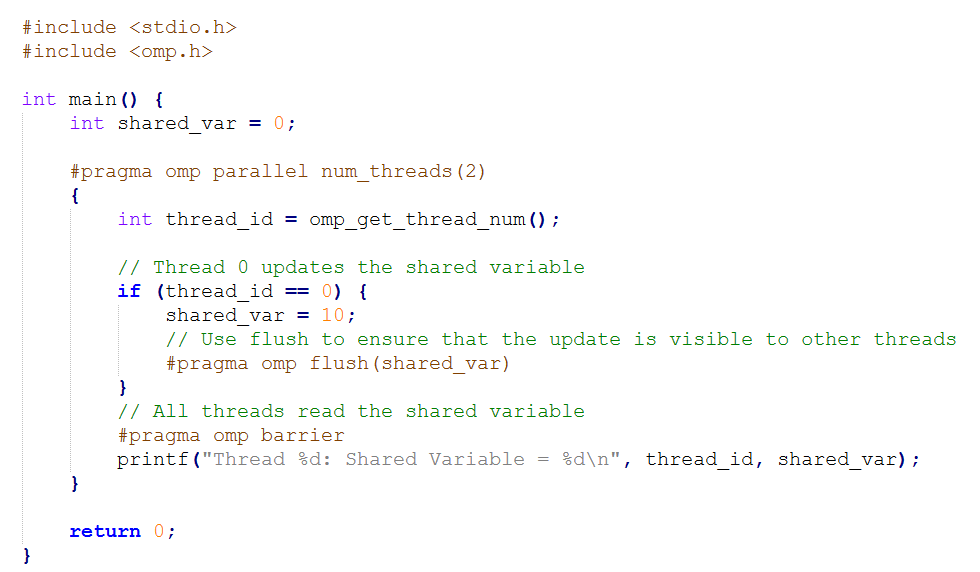 #include <stdio.h>
#include <omp.h>

int main() {
    int shared_var = 0;

    #pragma omp parallel num_threads(2)
    {
        int thread_id = omp_get_thread_num();

        // Thread 0 updates the shared variable
        if (thread_id == 0) {
            shared_var = 10;
            // Use flush to ensure that the update is visible to other threads
            #pragma omp flush(shared_var)
        }
        // All threads read the shared variable
        #pragma omp barrier
        printf("Thread %d: Shared Variable = %d\n", thread_id, shared_var);
    }

    return 0;
}